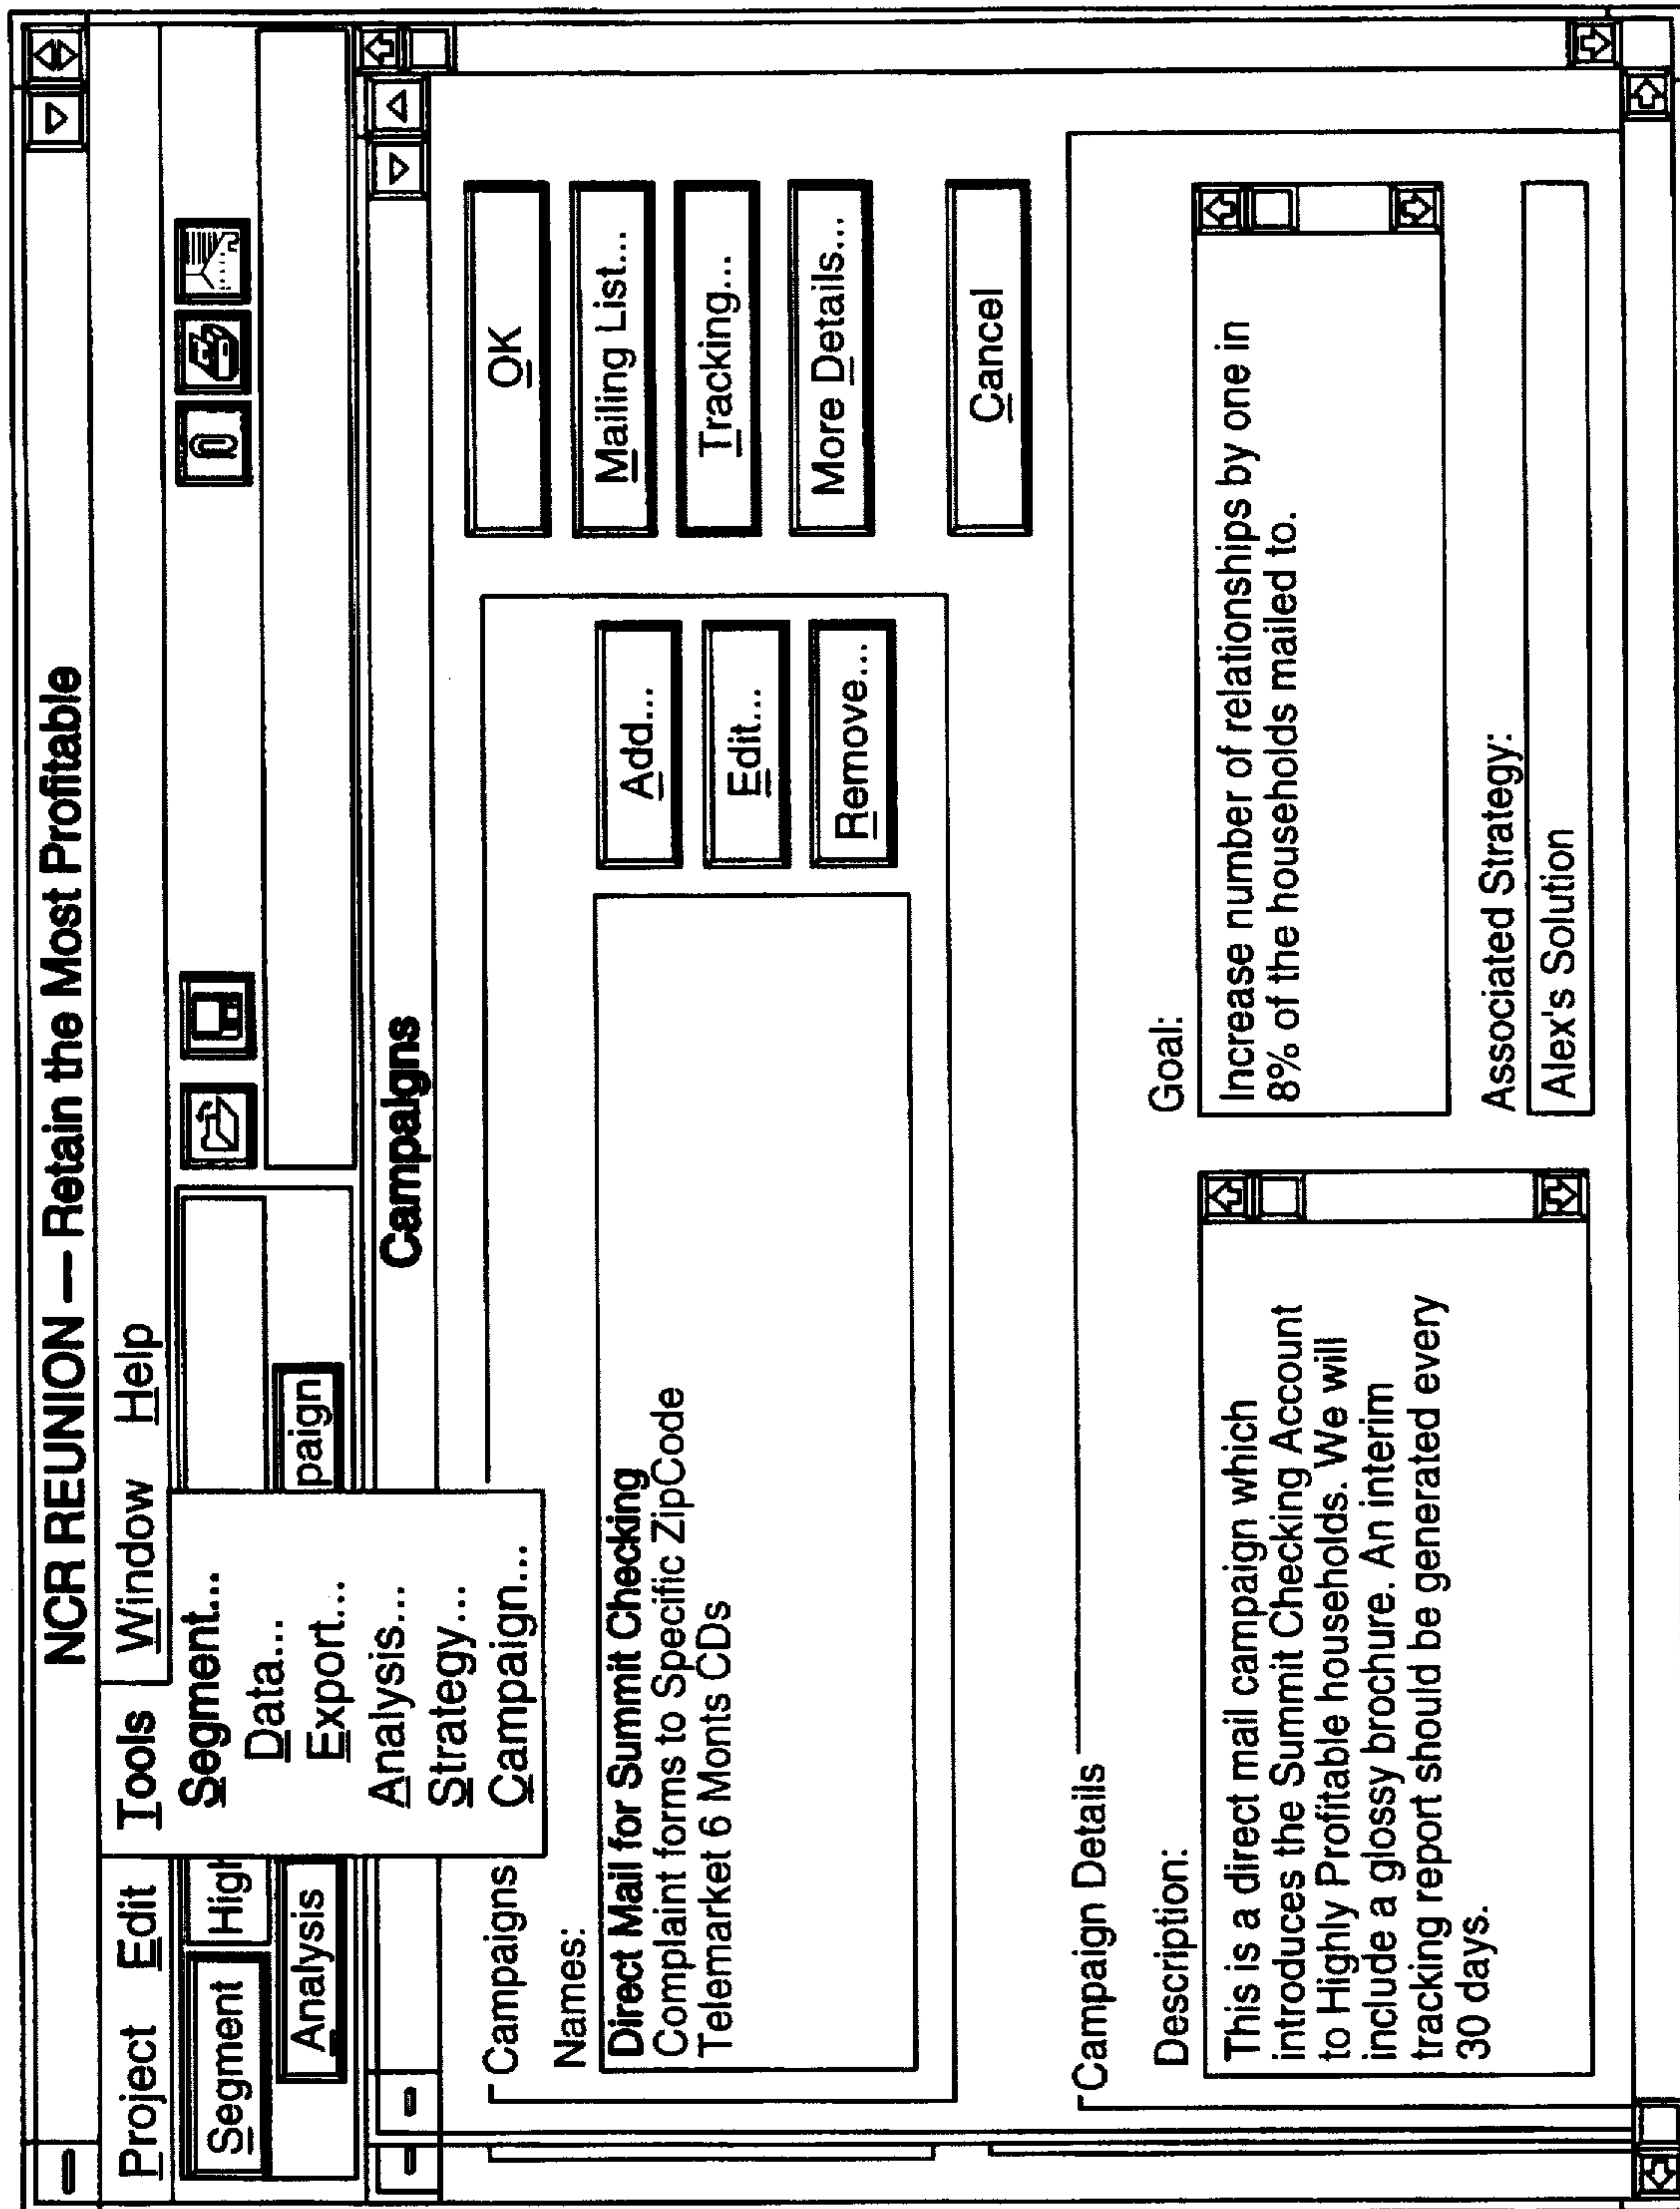 NCR REUNION — Retain the Most Profitable
Project Edit Tools Window Help
Segment High
Analysis
paign
Segment...
Data...
Export...
Analysis...
Strategy...
Campaign...
Campaigns
Campaigns
Names:
Direct Mail for Summit Checking
Complaint forms to Specific ZipCode
Telemarket 6 Monts CDs
Add...
Edit...
Remove...
OK
Mailing List...
Tracking...
More Details...
Cancel
Campaign Details
Description:
This is a direct mail campaign which
introduces the Summit Checking Account
to Highly Profitable households. We will
include a glossy brochure. An interim
tracking report should be generated every
30 days.
Goal:
Increase number of relationships by one in
8% of the households mailed to.
Associated Strategy:
Alex's Solution